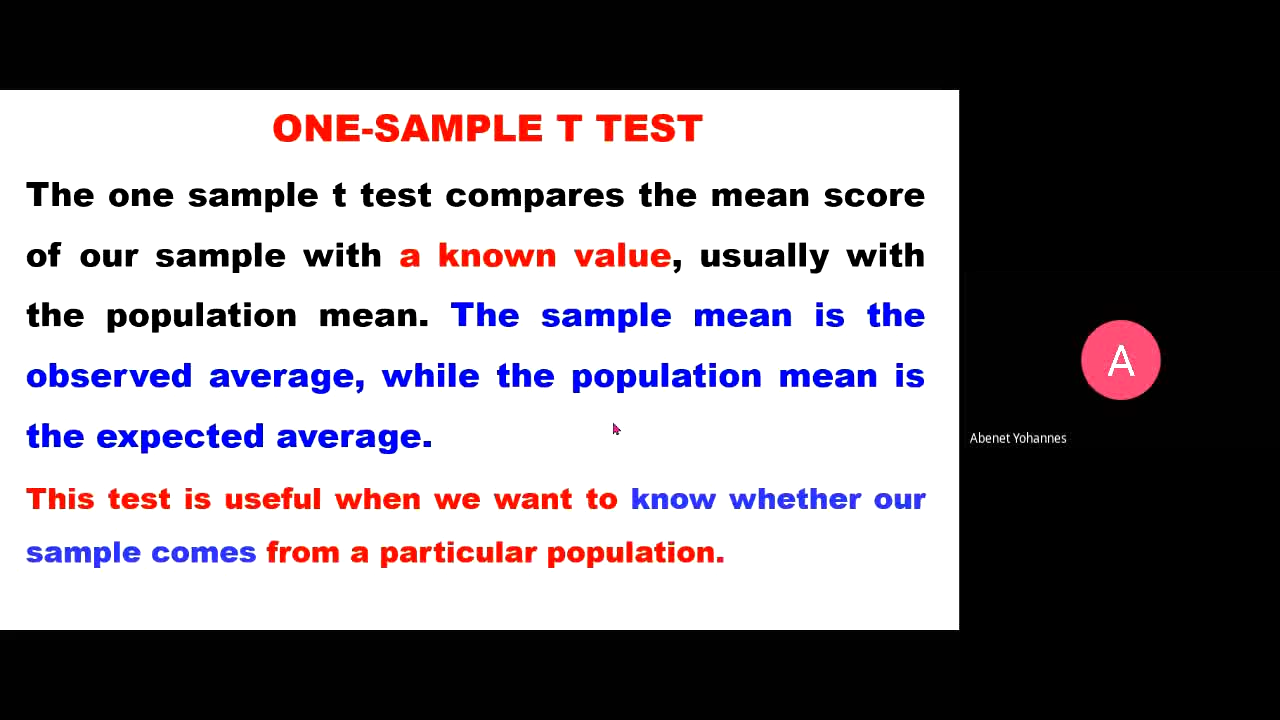 ONE-SAMPLE T TEST
The one sample t test compares the mean score
of our sample with a known value, usually with
the population mean. The sample mean is the
observed average, while the population mean is
the expected average.
This test is useful when we want to know whether our
sample comes from a particular population.
A
Abenet Yohannes